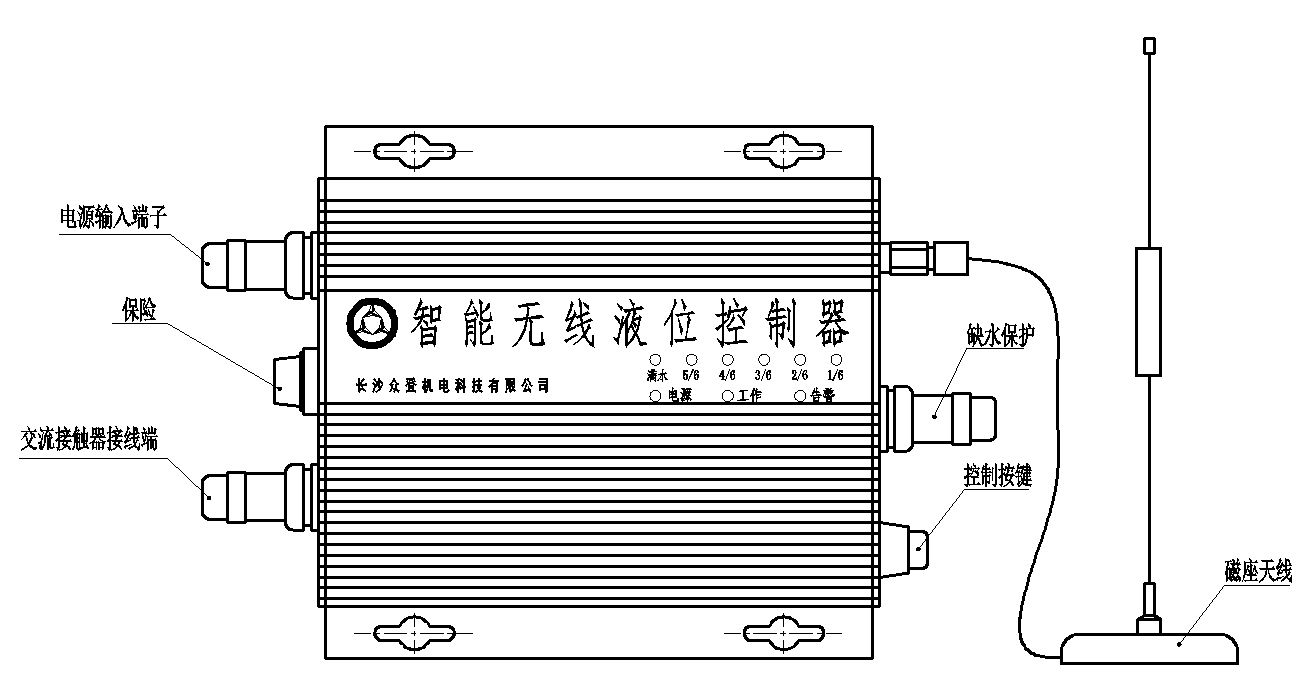 电源输入端子
保险
智能无线液位控制器
缺水保护
满水 5/6 4/6 3/6 2/6 1/6
长沙众登机电科技有限公司
电源 工作 告警
交流接触器接线端
控制按键
磁座天线